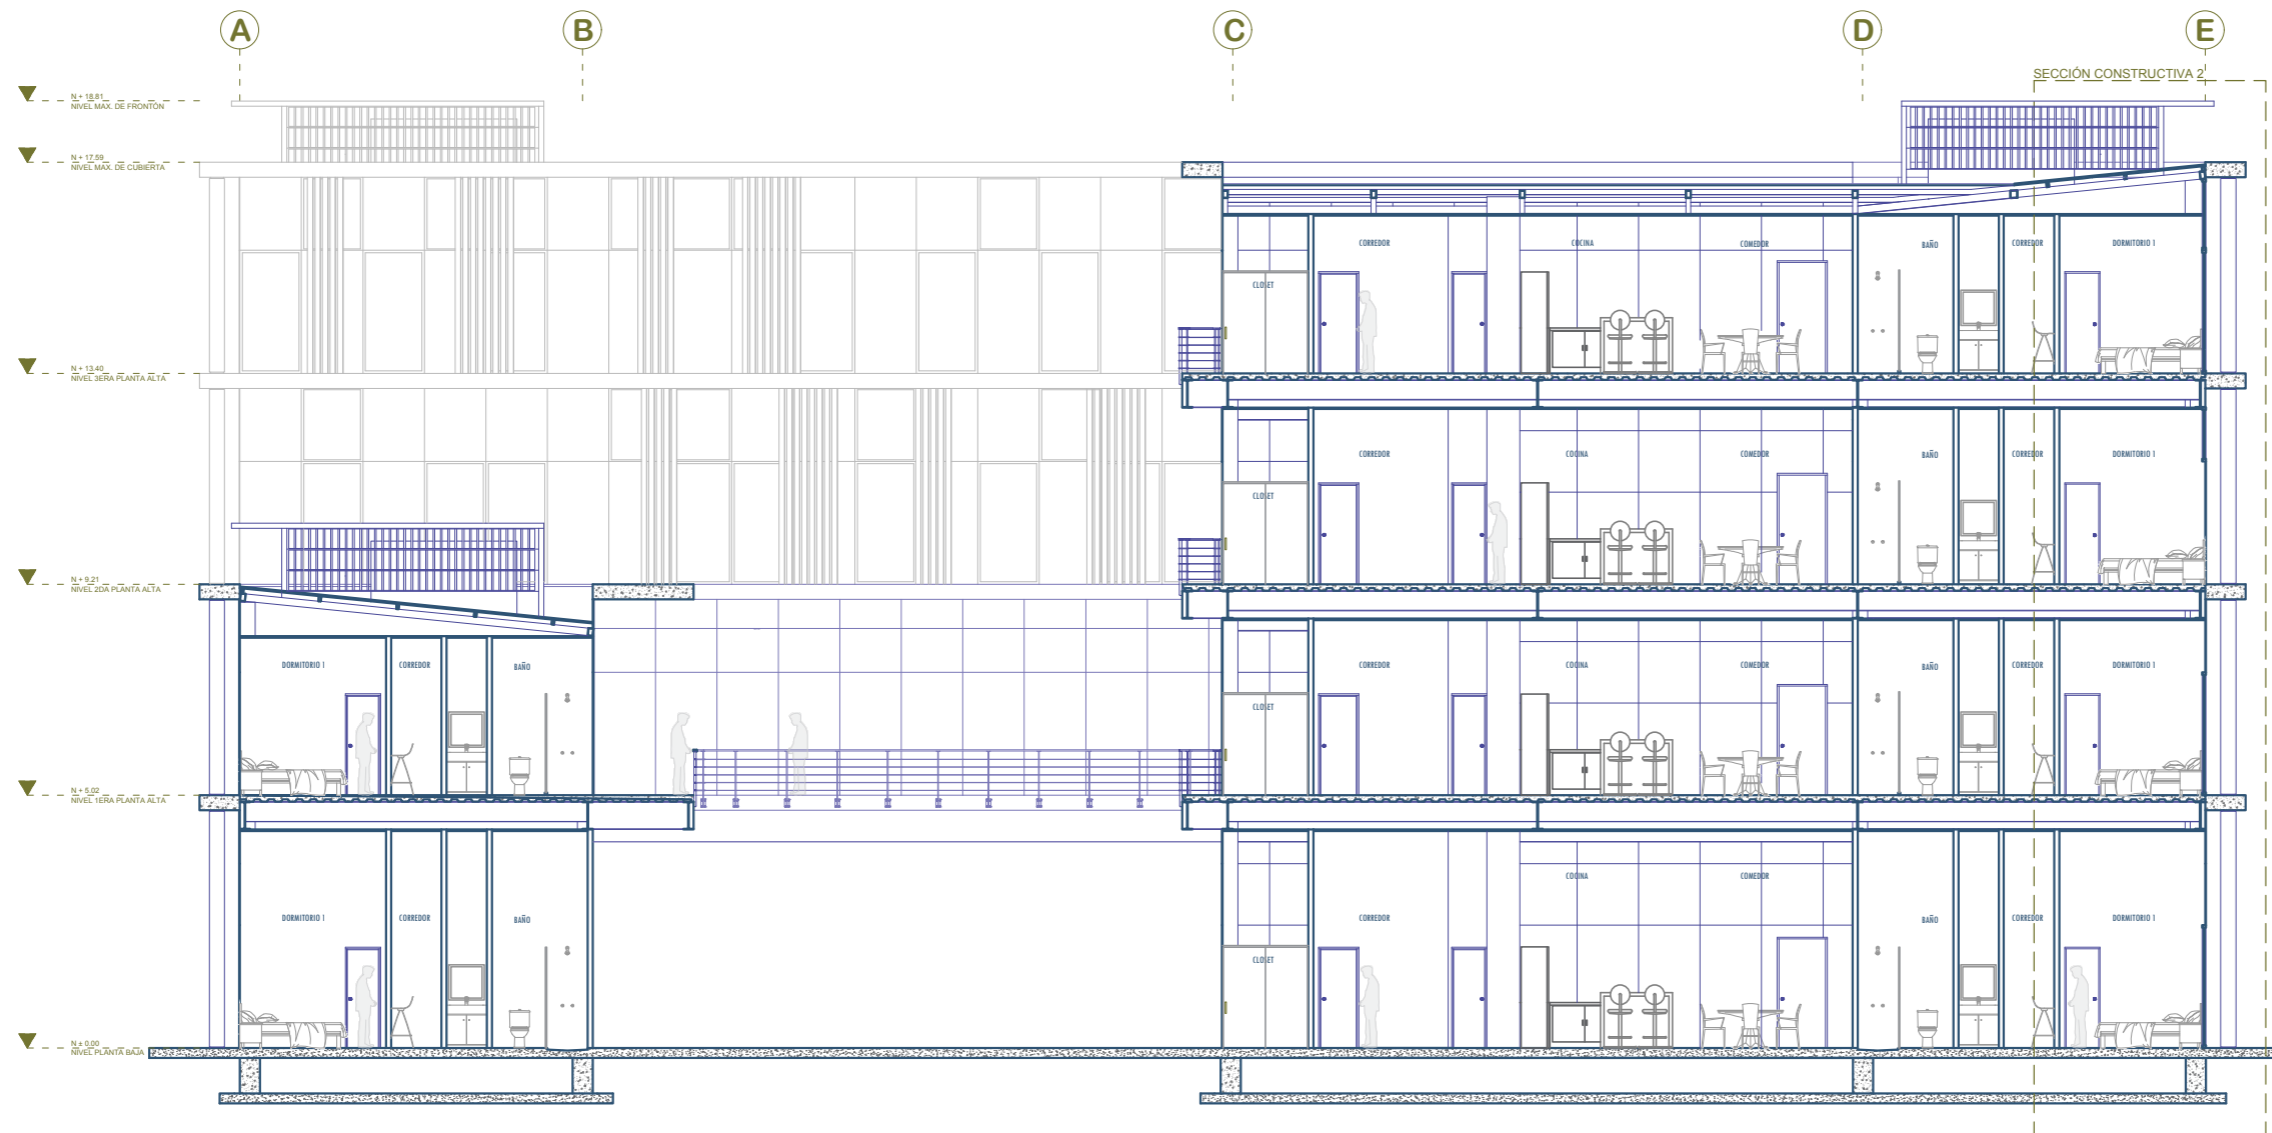 A B C D E
SECCIÓN CONSTRUCTIVA 2
N + 18.81
NIVEL MAX. DE FRONTÓN
N + 17.59
NIVEL MAX. DE CUBIERTA
CORREDOR COCINA COMEDOR BAÑO CORREDOR DORMITORIO 1
CLOSET
N + 13.40
NIVEL 3ERA PLANTA ALTA
CORREDOR COCINA COMEDOR BAÑO CORREDOR DORMITORIO 1
CLOSET
N + 9.21
NIVEL 2DA PLANTA ALTA
DORMITORIO 1 CORREDOR BAÑO CORREDOR COCINA COMEDOR BAÑO CORREDOR DORMITORIO 1
CLOSET
N + 5.02
NIVEL 1ERA PLANTA ALTA
COCINA COMEDOR
DORMITORIO 1 CORREDOR BAÑO CORREDOR BAÑO CORREDOR DORMITORIO 1
CLOSET
N ± 0.00
NIVEL PLANTA BAJA